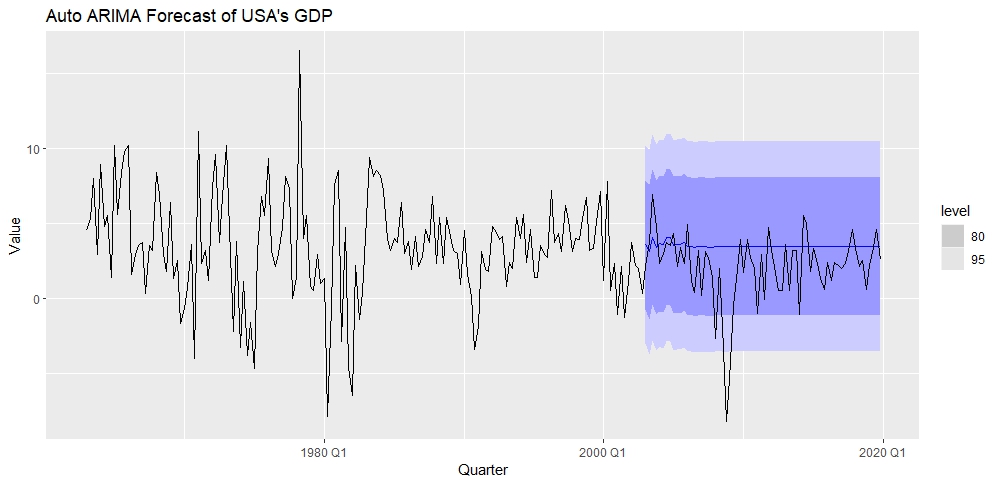 Auto ARIMA Forecast of USA's GDP
Value
10
0
level
80
95
1980 Q1
2000 Q1
2020 Q1
Quarter